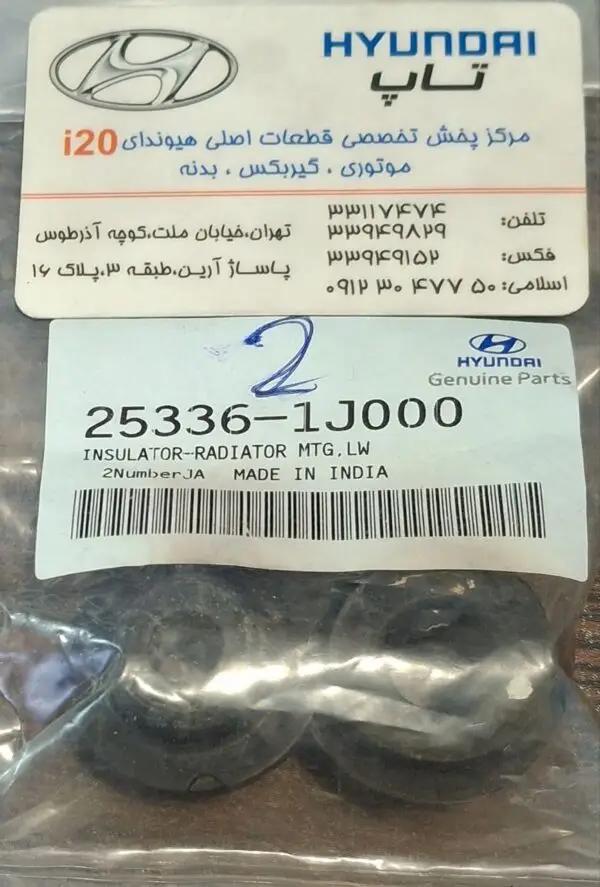 HYUNDAI
تاپ
مرکز پخش تخصصی قطعات اصلی هیوندای i20
موتوری ، گیربکس ، بدنه
تلفن: ۳۳۱۱۷۴۷۴
۳۳۹۴۹۸۲۹
فکس: ۳۳۹۴۹۱۵۲
اسلامی: ۰۹۱۲ ۳۰ ۴۷۷ ۵۰
تهران،خیابان ملت،کوچه آذرطوس
پاساژ آرین،طبقه ۳،پلاک ۱۶
2
HYUNDAI
Genuine Parts
25336-1J000
INSULATOR-RADIATOR MTG,LW
2NumberJA MADE IN INDIA